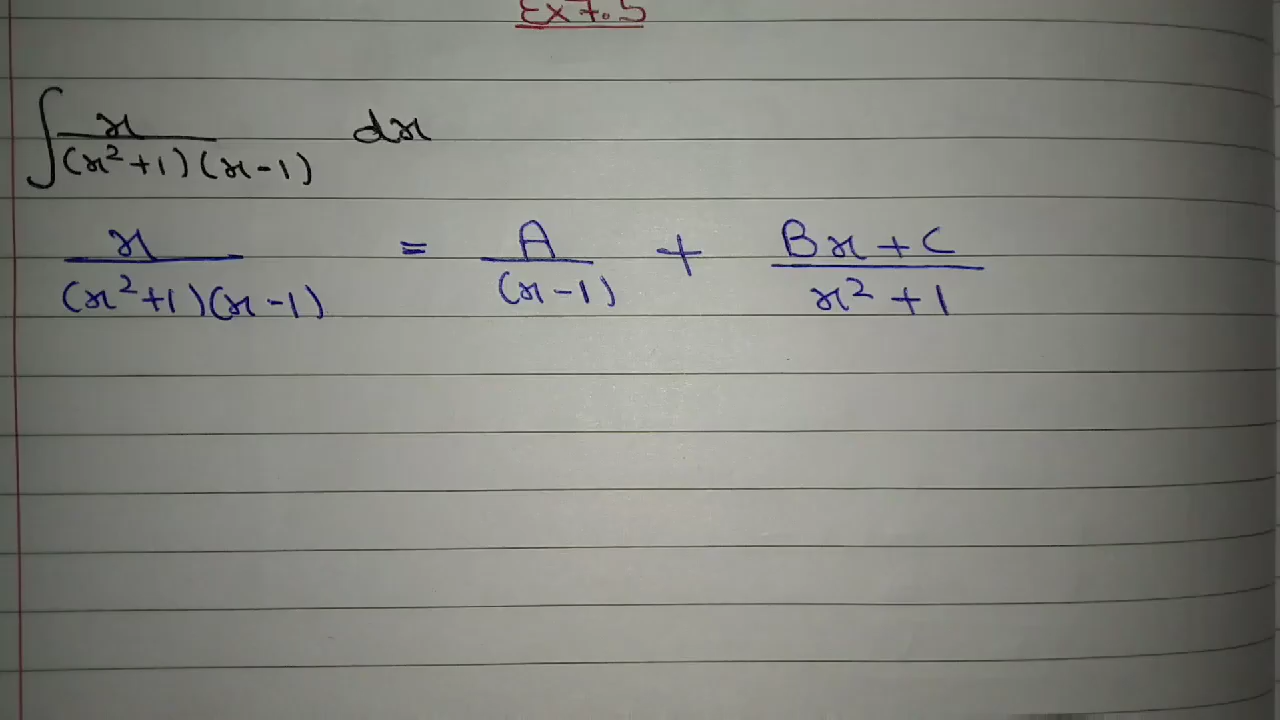 Ex 7.5
∫ x / (x² + 1)(x - 1) dx
x / (x² + 1)(x - 1) = A / (x - 1) + Bx + C / x² + 1